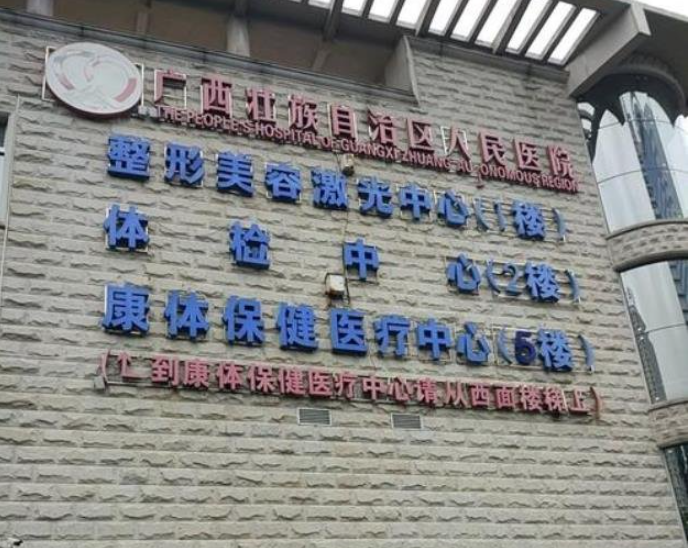 广西壮族自治区人民医院
THE PEOPLE'S HOSPITAL OF GUANGXI ZHUANG AU ONOMOUS REGION
整形美容激光中心(1楼)
体检中心(2楼)
康体保健医疗中心(5楼)
(到康体保健医疗中心请从西面楼梯上)